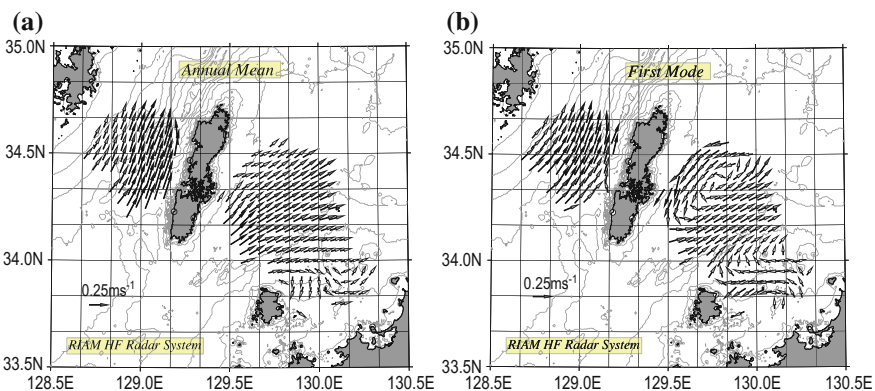 (a)
35.0N
34.5N
34.0N
33.5N
128.5E 129.0E 129.5E 130.0E 130.5E
Annual Mean
0.25ms-1
RIAM HF Radar System
(b)
35.0N
34.5N
34.0N
33.5N
128.5E 129.0E 129.5E 130.0E 130.5E
First Mode
0.25ms-1
RIAM HF Radar System